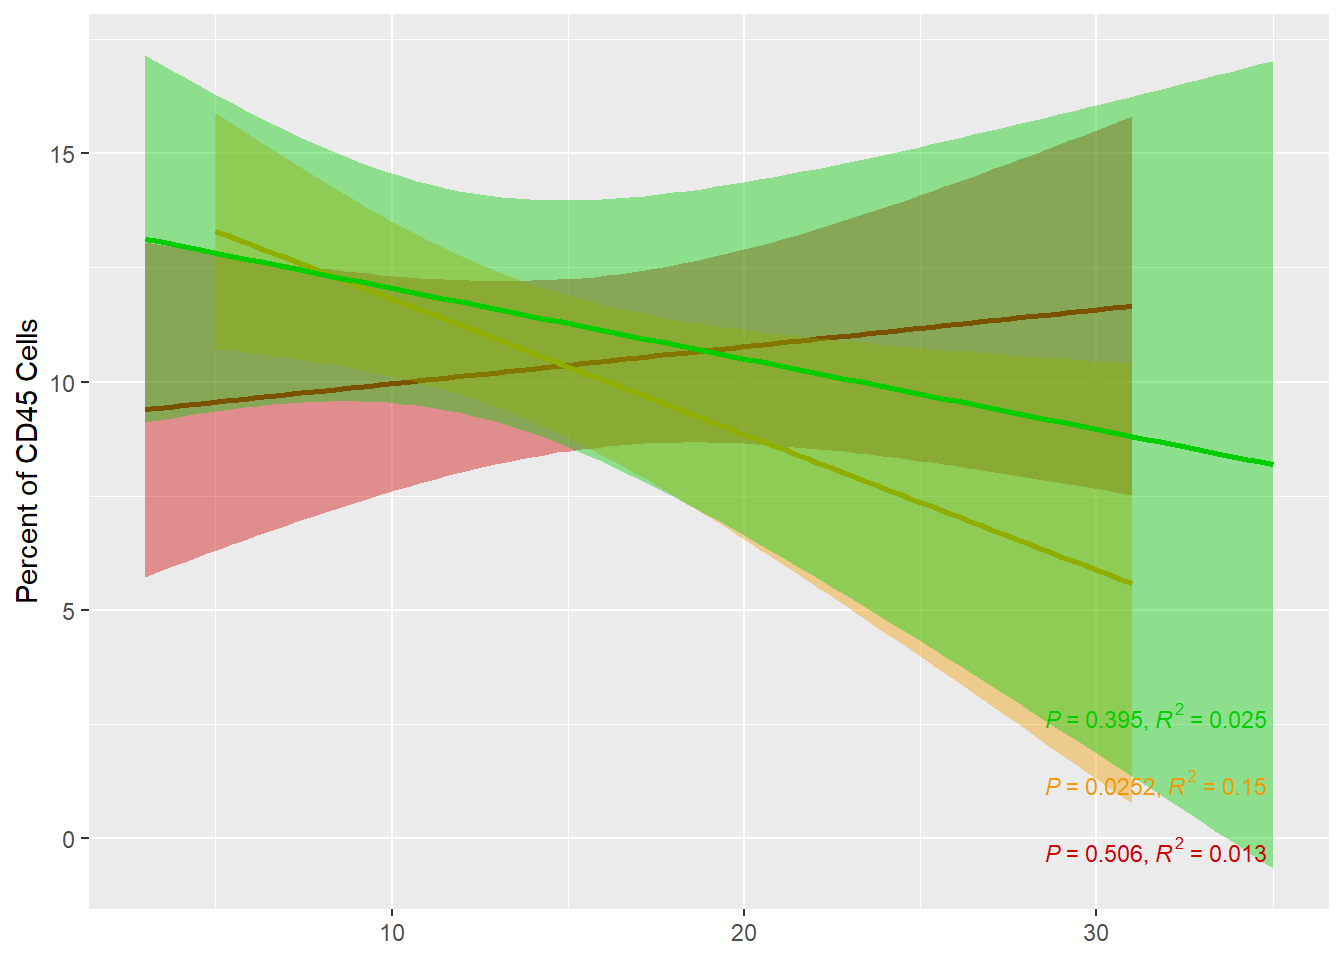 Percent of CD45 Cells
15
10
5
0
P = 0.395, R² = 0.025
P = 0.0252, R² = 0.15
P = 0.506, R² = 0.013
10 20 30